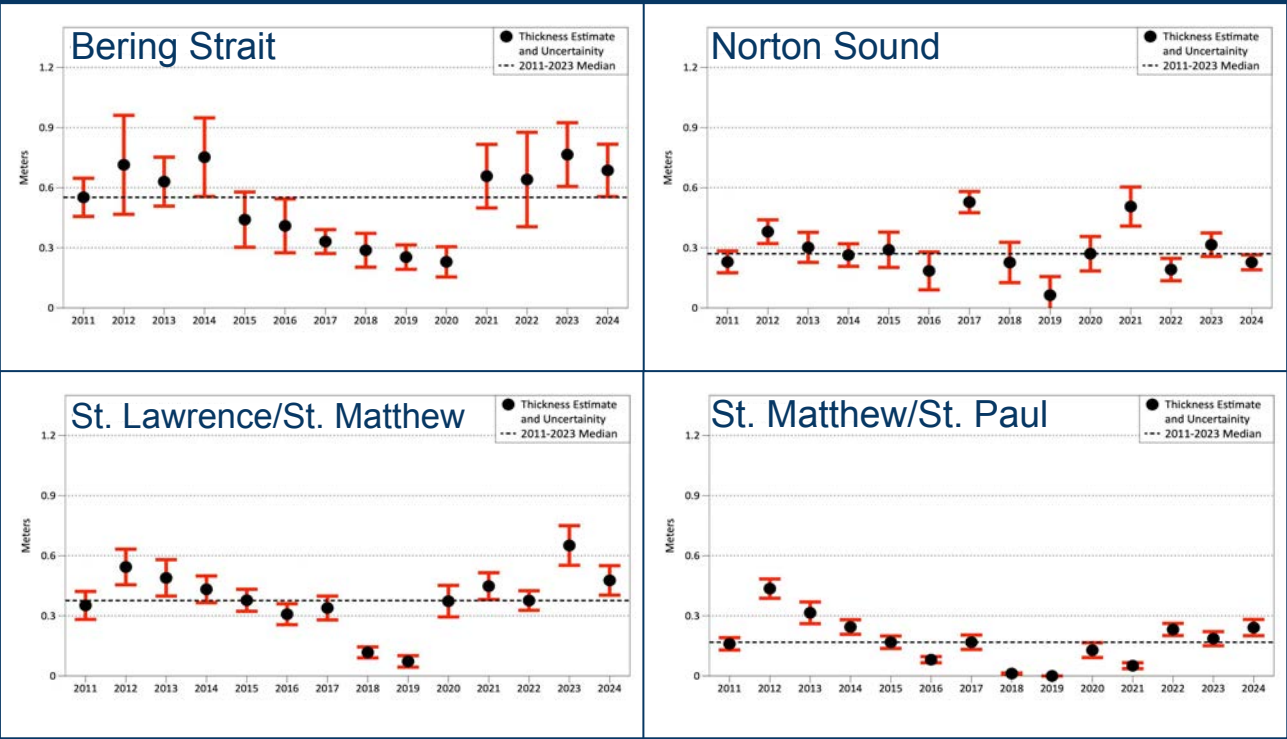 Bering Strait
Thickness Estimate
and Uncertainity
2011-2023 Median
1.2
0.9
0.6
0.3
0
Meters
2011 2012 2013 2014 2015 2016 2017 2018 2019 2020 2021 2022 2023 2024
Norton Sound
Thickness Estimate
and Uncertainity
2011-2023 Median
1.2
0.9
0.6
0.3
0
Meters
2011 2012 2013 2014 2015 2016 2017 2018 2019 2020 2021 2022 2023 2024
St. Lawrence/St. Matthew
Thickness Estimate
and Uncertainity
2011-2023 Median
1.2
0.9
0.6
0.3
0
Meters
2011 2012 2013 2014 2015 2016 2017 2018 2019 2020 2021 2022 2023 2024
St. Matthew/St. Paul
Thickness Estimate
and Uncertainity
2011-2023 Median
1.2
0.9
0.6
0.3
0
Meters
2011 2012 2013 2014 2015 2016 2017 2018 2019 2020 2021 2022 2023 2024